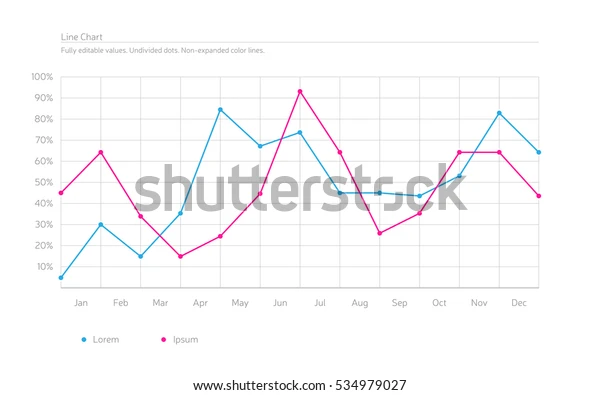 Line Chart
Fully editable values. Undivided dots. Non-expanded color lines.
100%
90%
80%
70%
60%
50%
40%
30%
20%
10%
Jan Feb Mar Apr May Jun Jul Aug Sep Oct Nov Dec
Lorem Ipsum
shutterstock
www.shutterstock.com · 534979027